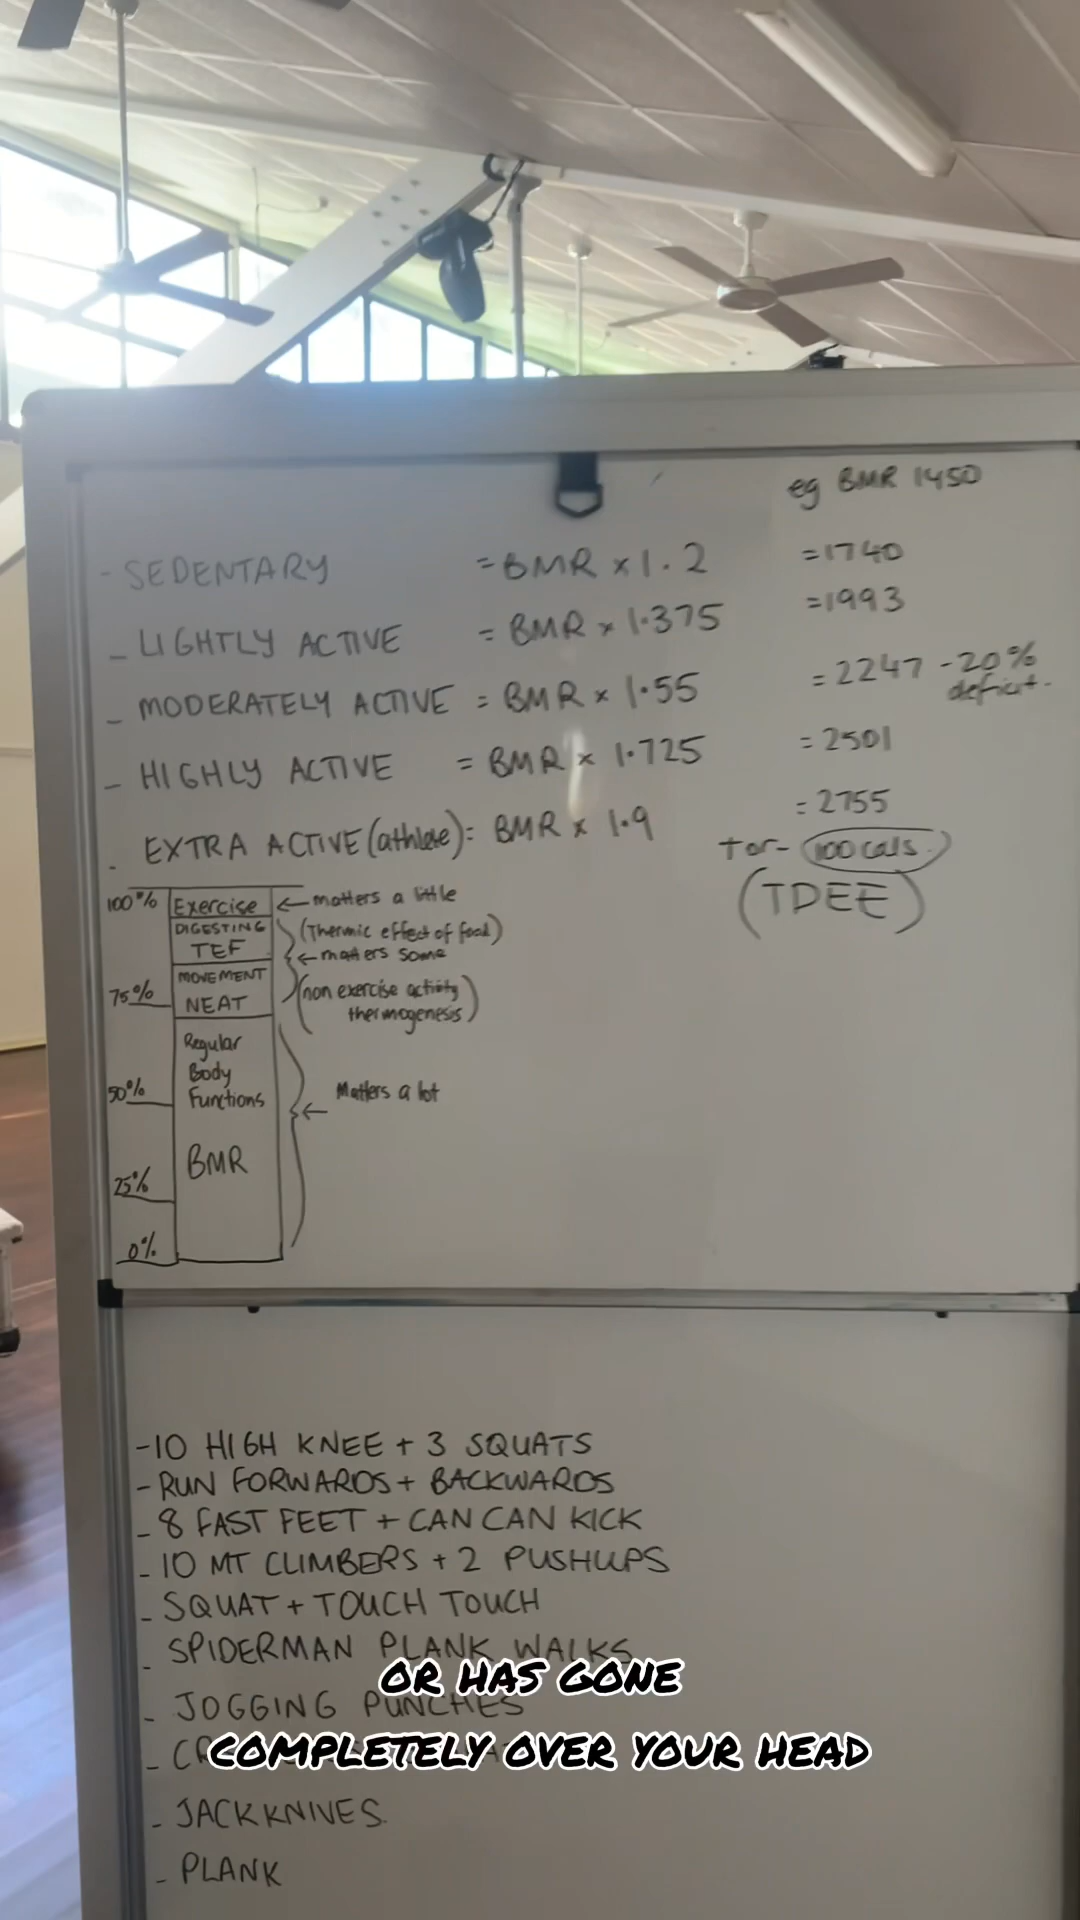 eg BMR 1450
- SEDENTARY = BMR x 1.2 = 1740
- LIGHTLY ACTIVE = BMR x 1.375 = 1993
- MODERATELY ACTIVE = BMR x 1.55 = 2247 - 20% deficit.
- HIGHLY ACTIVE = BMR x 1.725 = 2501
- EXTRA ACTIVE (athlete) = BMR x 1.9 = 2755
+ or - 100 cals.
(TDEE)
100% Exercise ← matters a little
DIGESTING (Thermic effect of food)
TEF ← matters some
75% MOVEMENT (non exercise activity
NEAT thermogenesis)
Regular
Body
50% Functions ← Matters a lot
BMR
25%
0%
- 10 HIGH KNEE + 3 SQUATS
- RUN FORWARDS + BACKWARDS
- 8 FAST FEET + CAN CAN KICK
- 10 MT CLIMBERS + 2 PUSHUPS
- SQUAT + TOUCH TOUCH
- SPIDERMAN PLANK WALKS
OR HAS GONE
- JOGGING PUNCHES
COMPLETELY OVER YOUR HEAD
- JACKKNIVES.
- PLANK